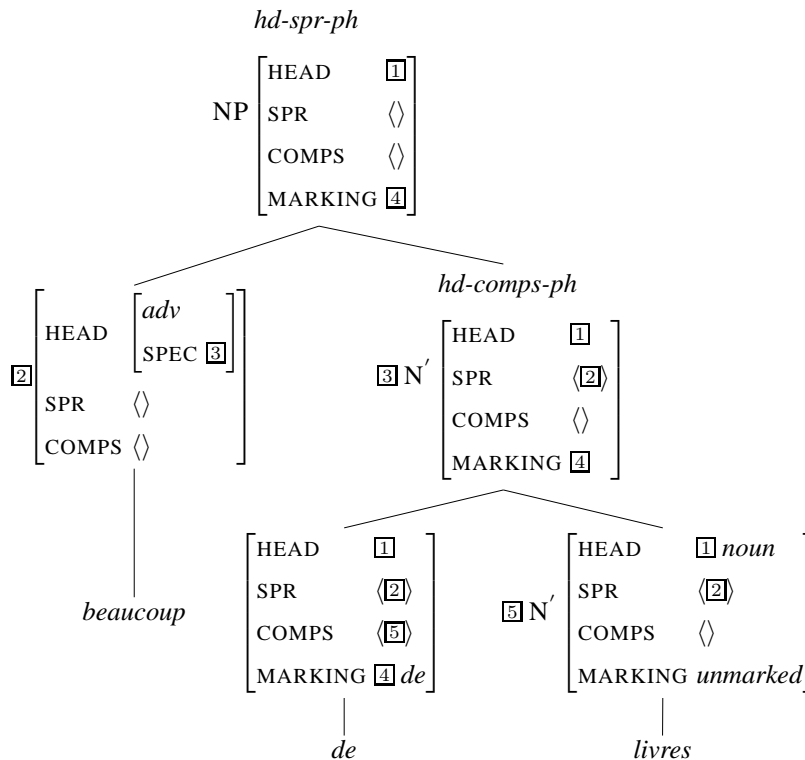 hd-spr-ph
NP
HEAD 1
SPR ⟨⟩
COMPS ⟨⟩
MARKING 4
2
HEAD
adv
SPEC 3
SPR ⟨⟩
COMPS ⟨⟩
hd-comps-ph
3 N′
HEAD 1
SPR ⟨2⟩
COMPS ⟨⟩
MARKING 4
beaucoup
HEAD 1
SPR ⟨2⟩
COMPS ⟨5⟩
MARKING 4 de
5 N′
HEAD 1 noun
SPR ⟨2⟩
COMPS ⟨⟩
MARKING unmarked
de
livres